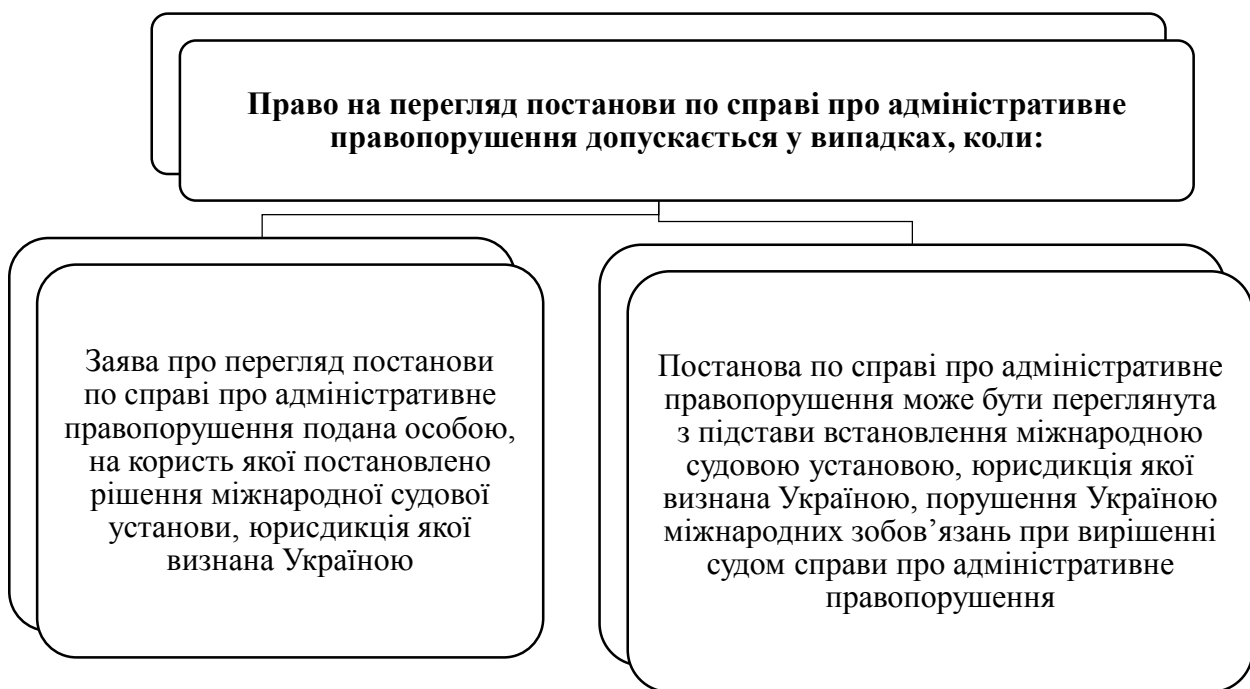 Право на перегляд постанови по справі про адміністративне
правопорушення допускається у випадках, коли:
Заява про перегляд постанови
по справі про адміністративне
правопорушення подана особою,
на користь якої постановлено
рішення міжнародної судової
установи, юрисдикція якої
визнана Україною
Постанова по справі про адміністративне
правопорушення може бути переглянута
з підстави встановлення міжнародною
судовою установою, юрисдикція якої
визнана Україною, порушення Україною
міжнародних зобов’язань при вирішенні
судом справи про адміністративне
правопорушення